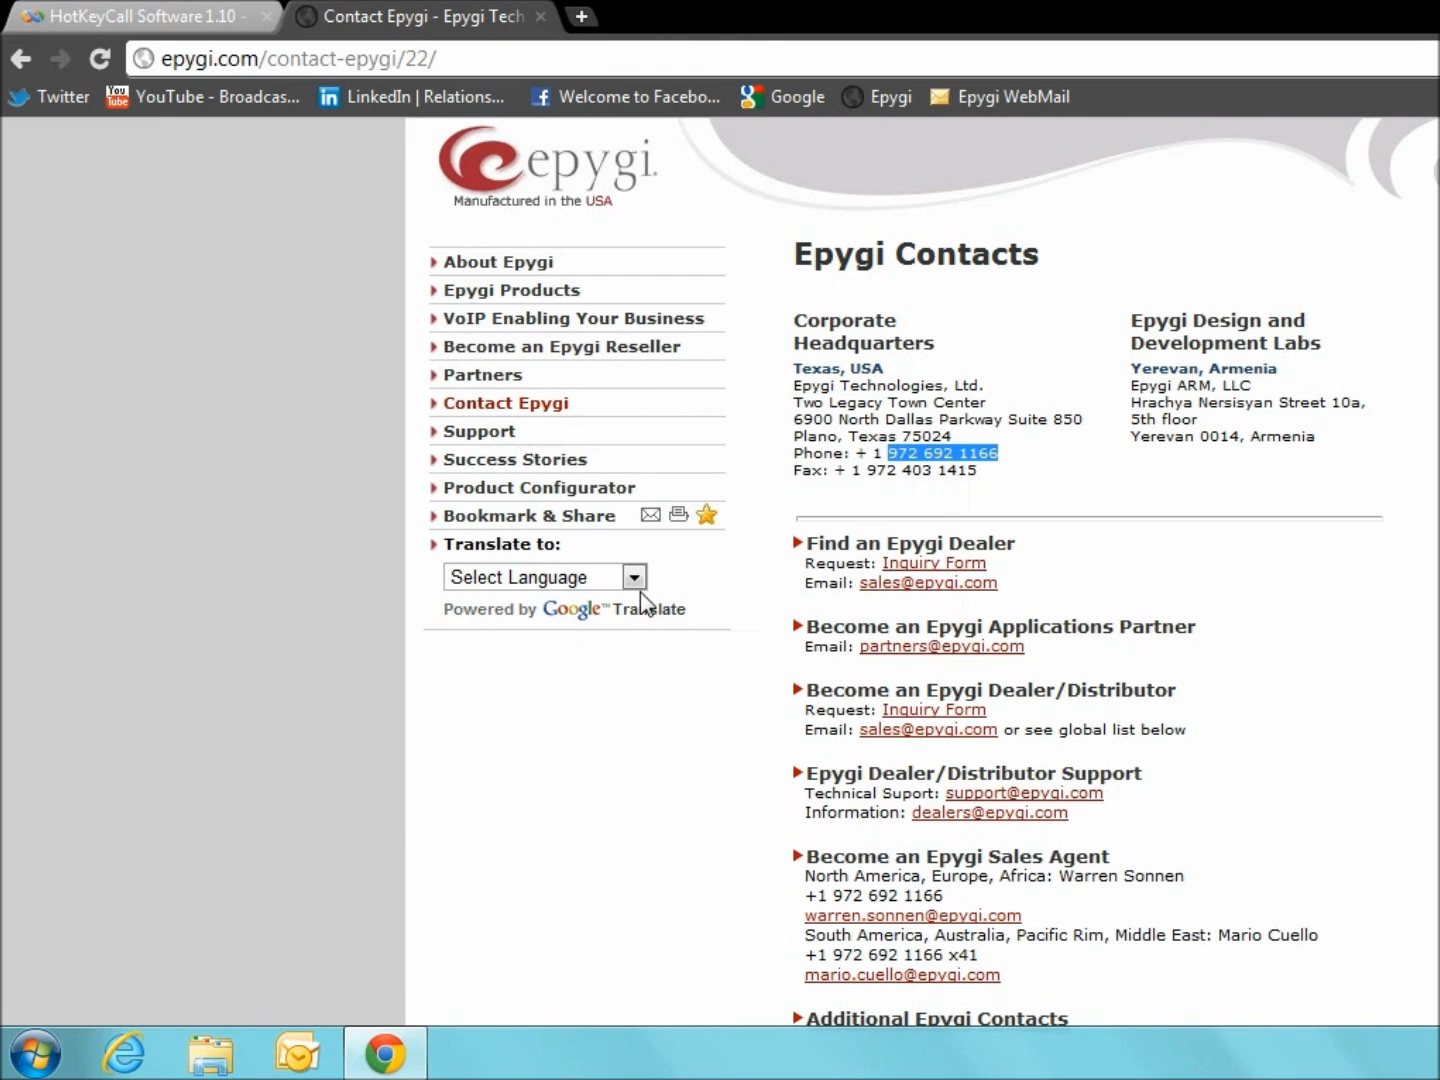 HotKeyCall Software 1.10 -
Contact Epygi - Epygi Tech
epygi.com/contact-epygi/22/
Twitter
You Tube
YouTube - Broadcas...
in
LinkedIn | Relations...
Welcome to Facebo...
Google
Epygi
Epygi WebMail
epygi.
Manufactured in the USA
About Epygi
Epygi Products
VoIP Enabling Your Business
Become an Epygi Reseller
Partners
Contact Epygi
Support
Success Stories
Product Configurator
Bookmark & Share
Translate to:
Select Language
Powered by Google™ Translate
Epygi Contacts
Corporate
Headquarters
Texas, USA
Epygi Technologies, Ltd.
Two Legacy Town Center
6900 North Dallas Parkway Suite 850
Plano, Texas 75024
Phone: + 1 972 692 1166
Fax: + 1 972 403 1415
Epygi Design and
Development Labs
Yerevan, Armenia
Epygi ARM, LLC
Hrachya Nersisyan Street 10a,
5th floor
Yerevan 0014, Armenia
Find an Epygi Dealer
Request: Inquiry Form
Email: sales@epygi.com
Become an Epygi Applications Partner
Email: partners@epygi.com
Become an Epygi Dealer/Distributor
Request: Inquiry Form
Email: sales@epygi.com or see global list below
Epygi Dealer/Distributor Support
Technical Suport: support@epygi.com
Information: dealers@epygi.com
Become an Epygi Sales Agent
North America, Europe, Africa: Warren Sonnen
+1 972 692 1166
warren.sonnen@epygi.com
South America, Australia, Pacific Rim, Middle East: Mario Cuello
+1 972 692 1166 x41
mario.cuello@epygi.com
Additional Epygi Contacts